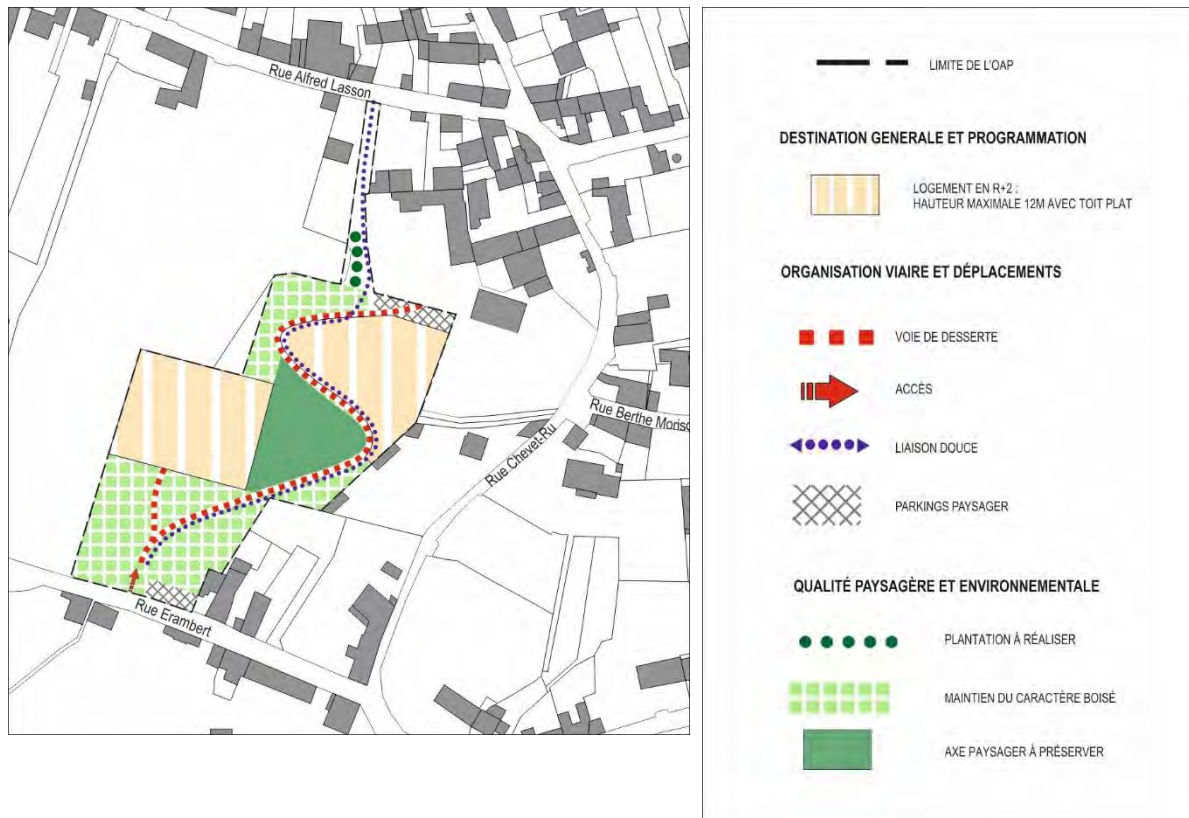 Rue Alfred Lasson
Rue Berthe Moriso
Rue Chevet-Ru
Rue Erambert
LIMITE DE L'OAP
DESTINATION GENERALE ET PROGRAMMATION
LOGEMENT EN R+2 :
HAUTEUR MAXIMALE 12M AVEC TOIT PLAT
ORGANISATION VIAIRE ET DÉPLACEMENTS
VOIE DE DESSERTE
ACCÈS
LIAISON DOUCE
PARKINGS PAYSAGER
QUALITÉ PAYSAGÈRE ET ENVIRONNEMENTALE
PLANTATION À RÉALISER
MAINTIEN DU CARACTÈRE BOISÉ
AXE PAYSAGER À PRÉSERVER